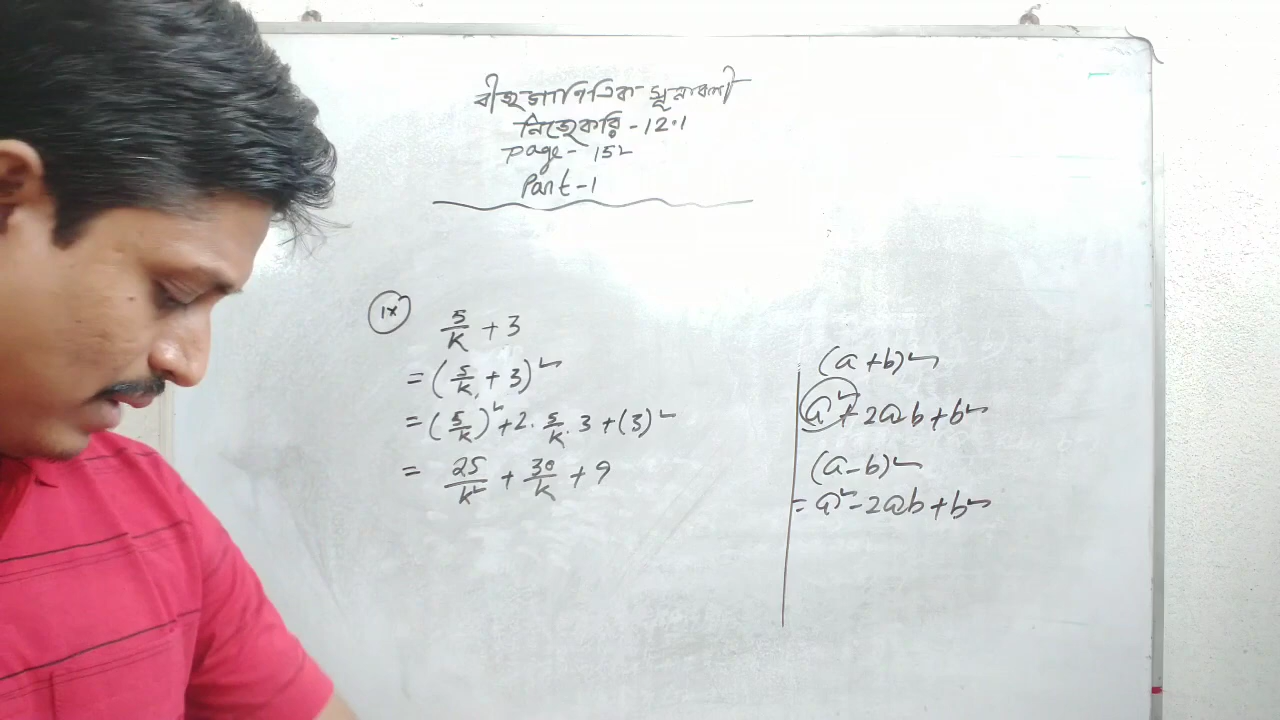 বীজগাণিতিক সূত্রাবলী
নিজেকরি - 12.1
Page - 152
Part - 1
ix
5/K + 3
= (5/K + 3)²
= (5/K)² + 2. 5/K. 3 + (3)²
= 25/K² + 30/K + 9
(a+b)²
a² + 2ab + b²
(a-b)²
= a² - 2ab + b²